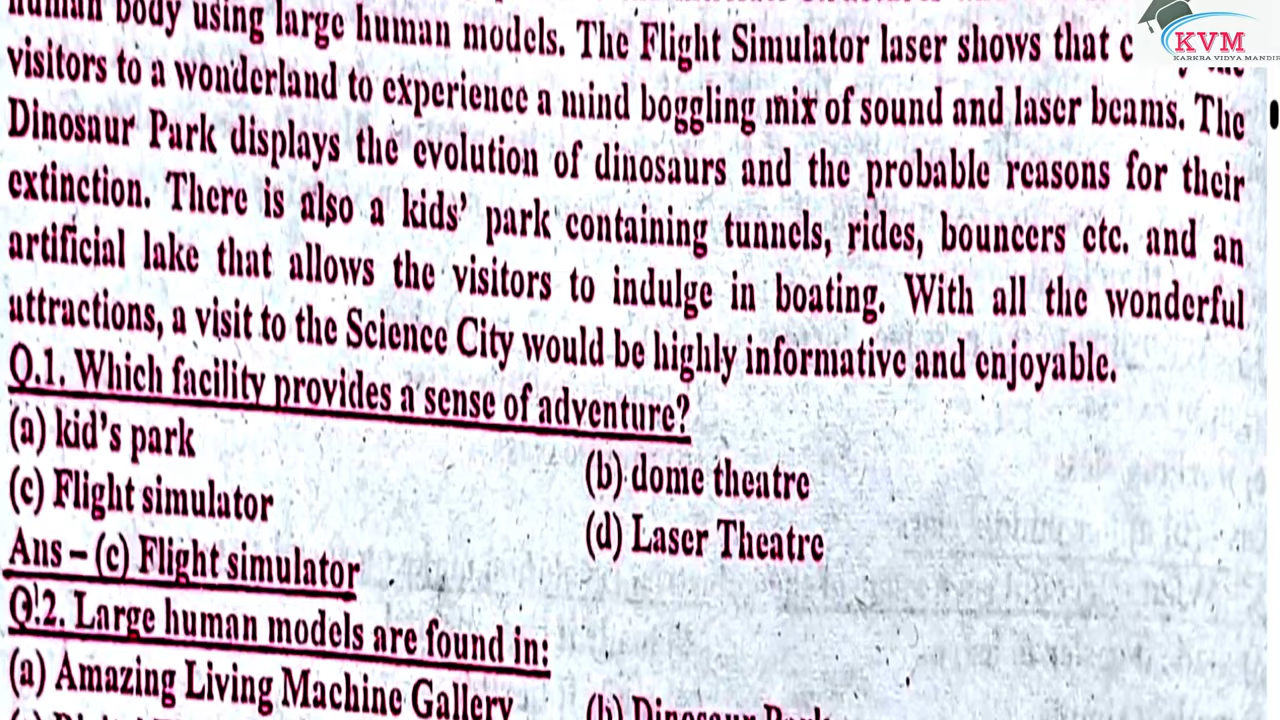 human body using large human models. The Flight Simulator laser shows that c
visitors to a wonderland to experience a mind boggling mix of sound and laser beams. The
Dinosaur Park displays the evolution of dinosaurs and the probable reasons for their
extinction. There is also a kids' park containing tunnels, rides, bouncers etc. and an
artificial lake that allows the visitors to indulge in boating. With all the wonderful
attractions, a visit to the Science City would be highly informative and enjoyable.
Q.1. Which facility provides a sense of adventure?
(a) kid's park (b) dome theatre
(c) Flight simulator (d) Laser Theatre
Ans – (c) Flight simulator
Q.2. Large human models are found in:
(a) Amazing Living Machine Gallery (b) Dinosaur Park
KVM
KARKRA VIDYA MANDIR